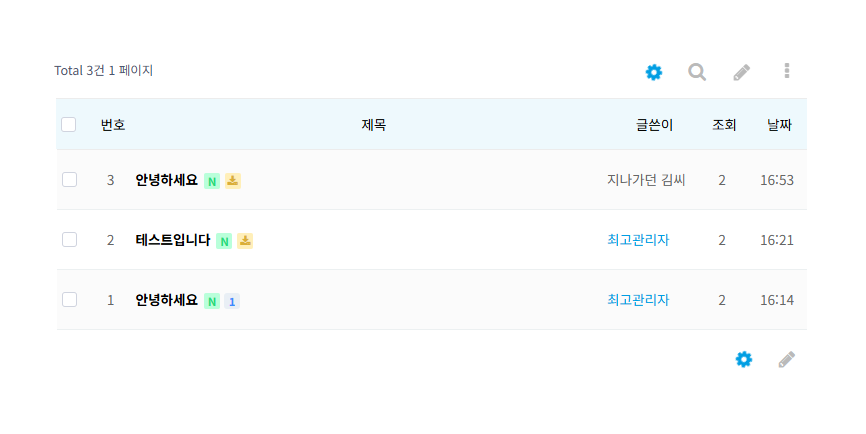 Total 3건 1 페이지
번호 제목 글쓴이 조회 날짜
3 안녕하세요 N 지나가던 김씨 2 16:53
2 테스트입니다 N 최고관리자 2 16:21
1 안녕하세요 N 1 최고관리자 2 16:14